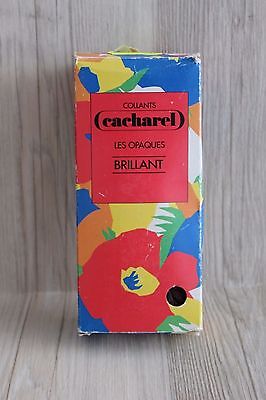 COLLANTS
(cacharel)
LES OPAQUES
BRILLANT